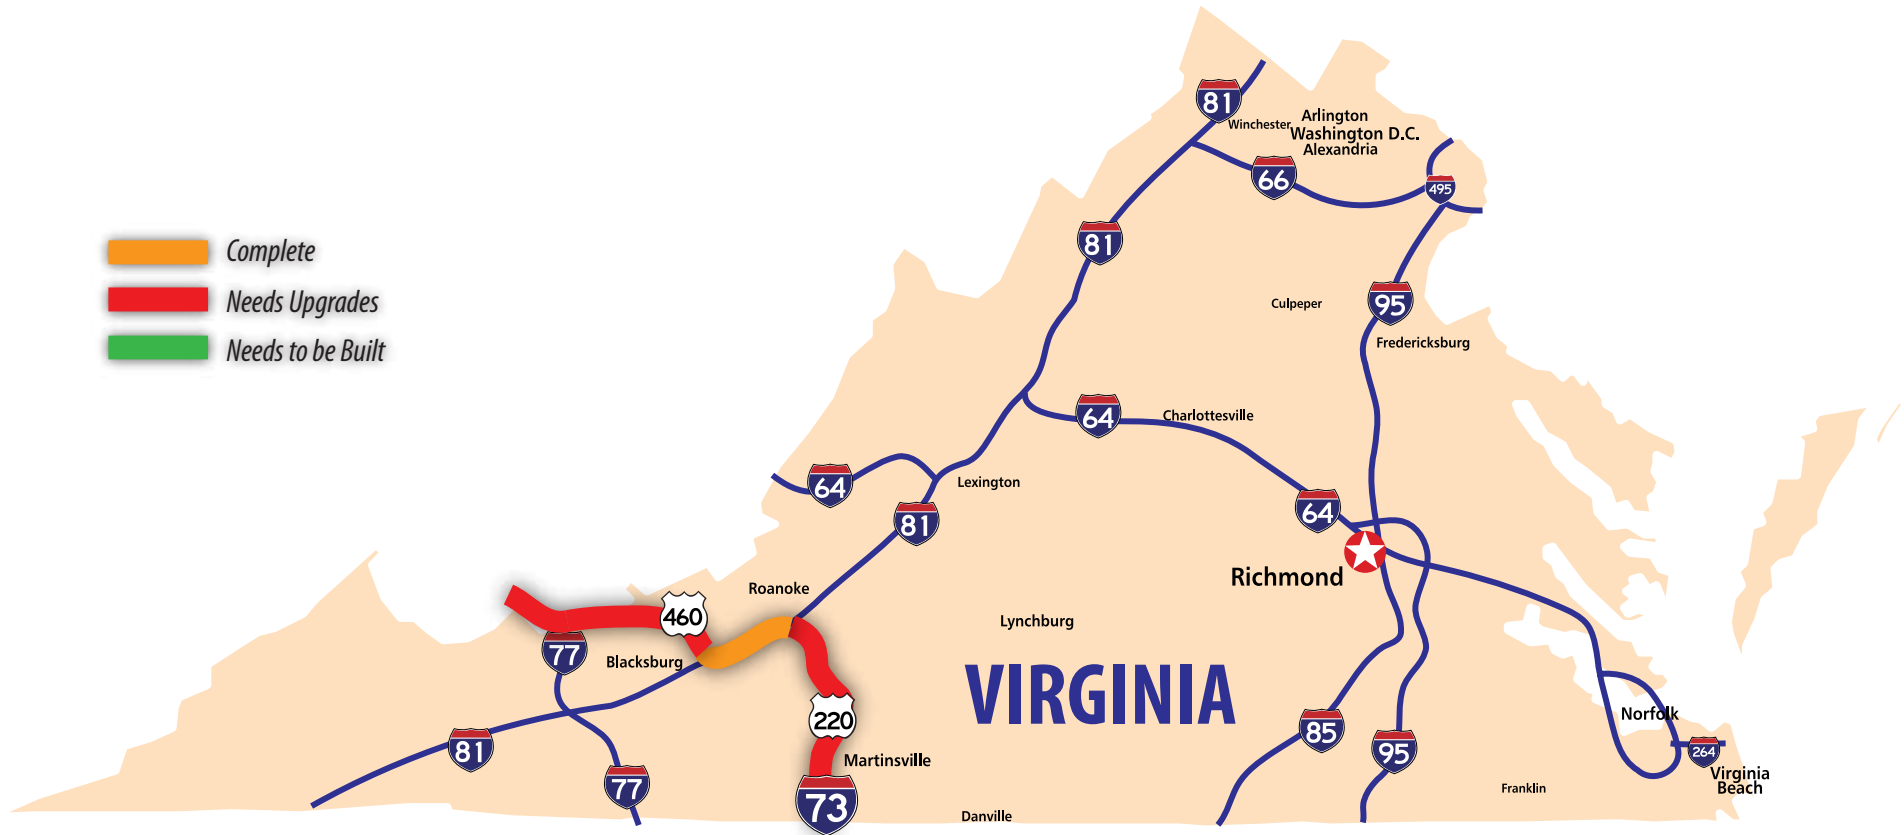 81
Winchester
Arlington
Washington D.C.
Alexandria
66
495
81
Complete
Needs Upgrades
Needs to be Built
95
Culpeper
Fredericksburg
64
Charlottesville
64
Lexington
81
64
Richmond
Roanoke
460
Lynchburg
77
Blacksburg
VIRGINIA
220
Norfolk
81
Martinsville
85
95
264
Virginia
Beach
77
73
Danville
Franklin